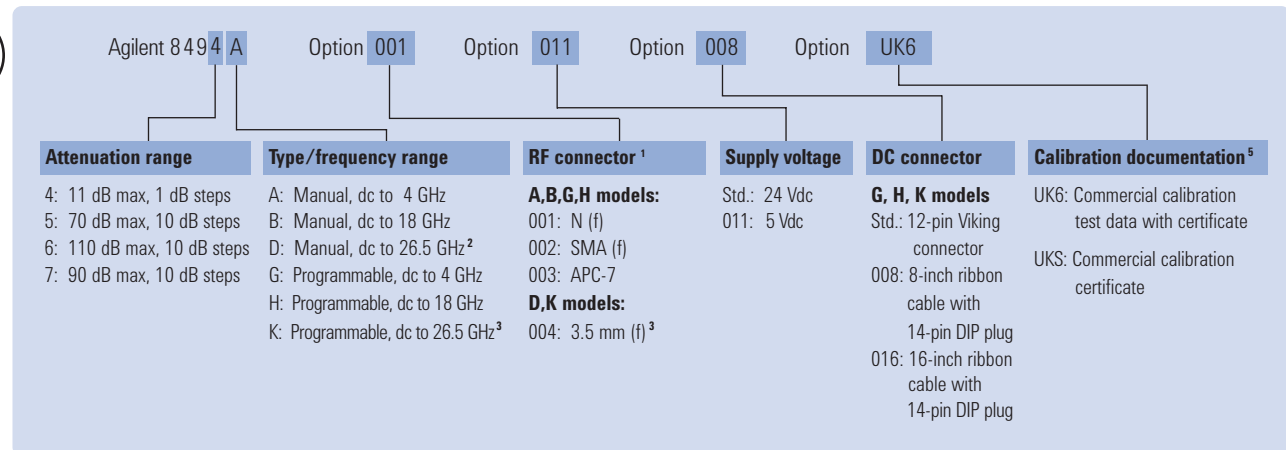 Agilent 8494A Option 001 Option 011 Option 008 Option UK6
Attenuation range
4: 11 dB max, 1 dB steps
5: 70 dB max, 10 dB steps
6: 110 dB max, 10 dB steps
7: 90 dB max, 10 dB steps
Type/frequency range
A: Manual, dc to 4 GHz
B: Manual, dc to 18 GHz
D: Manual, dc to 26.5 GHz²
G: Programmable, dc to 4 GHz
H: Programmable, dc to 18 GHz
K: Programmable, dc to 26.5 GHz³
RF connector ¹
A,B,G,H models:
001: N (f)
002: SMA (f)
003: APC-7
D,K models:
004: 3.5 mm (f) ³
Supply voltage
Std.: 24 Vdc
011: 5 Vdc
DC connector
G, H, K models
Std.: 12-pin Viking
connector
008: 8-inch ribbon
cable with
14-pin DIP plug
016: 16-inch ribbon
cable with
14-pin DIP plug
Calibration documentation ⁵
UK6: Commercial calibration
test data with certificate
UKS: Commercial calibration
certificate